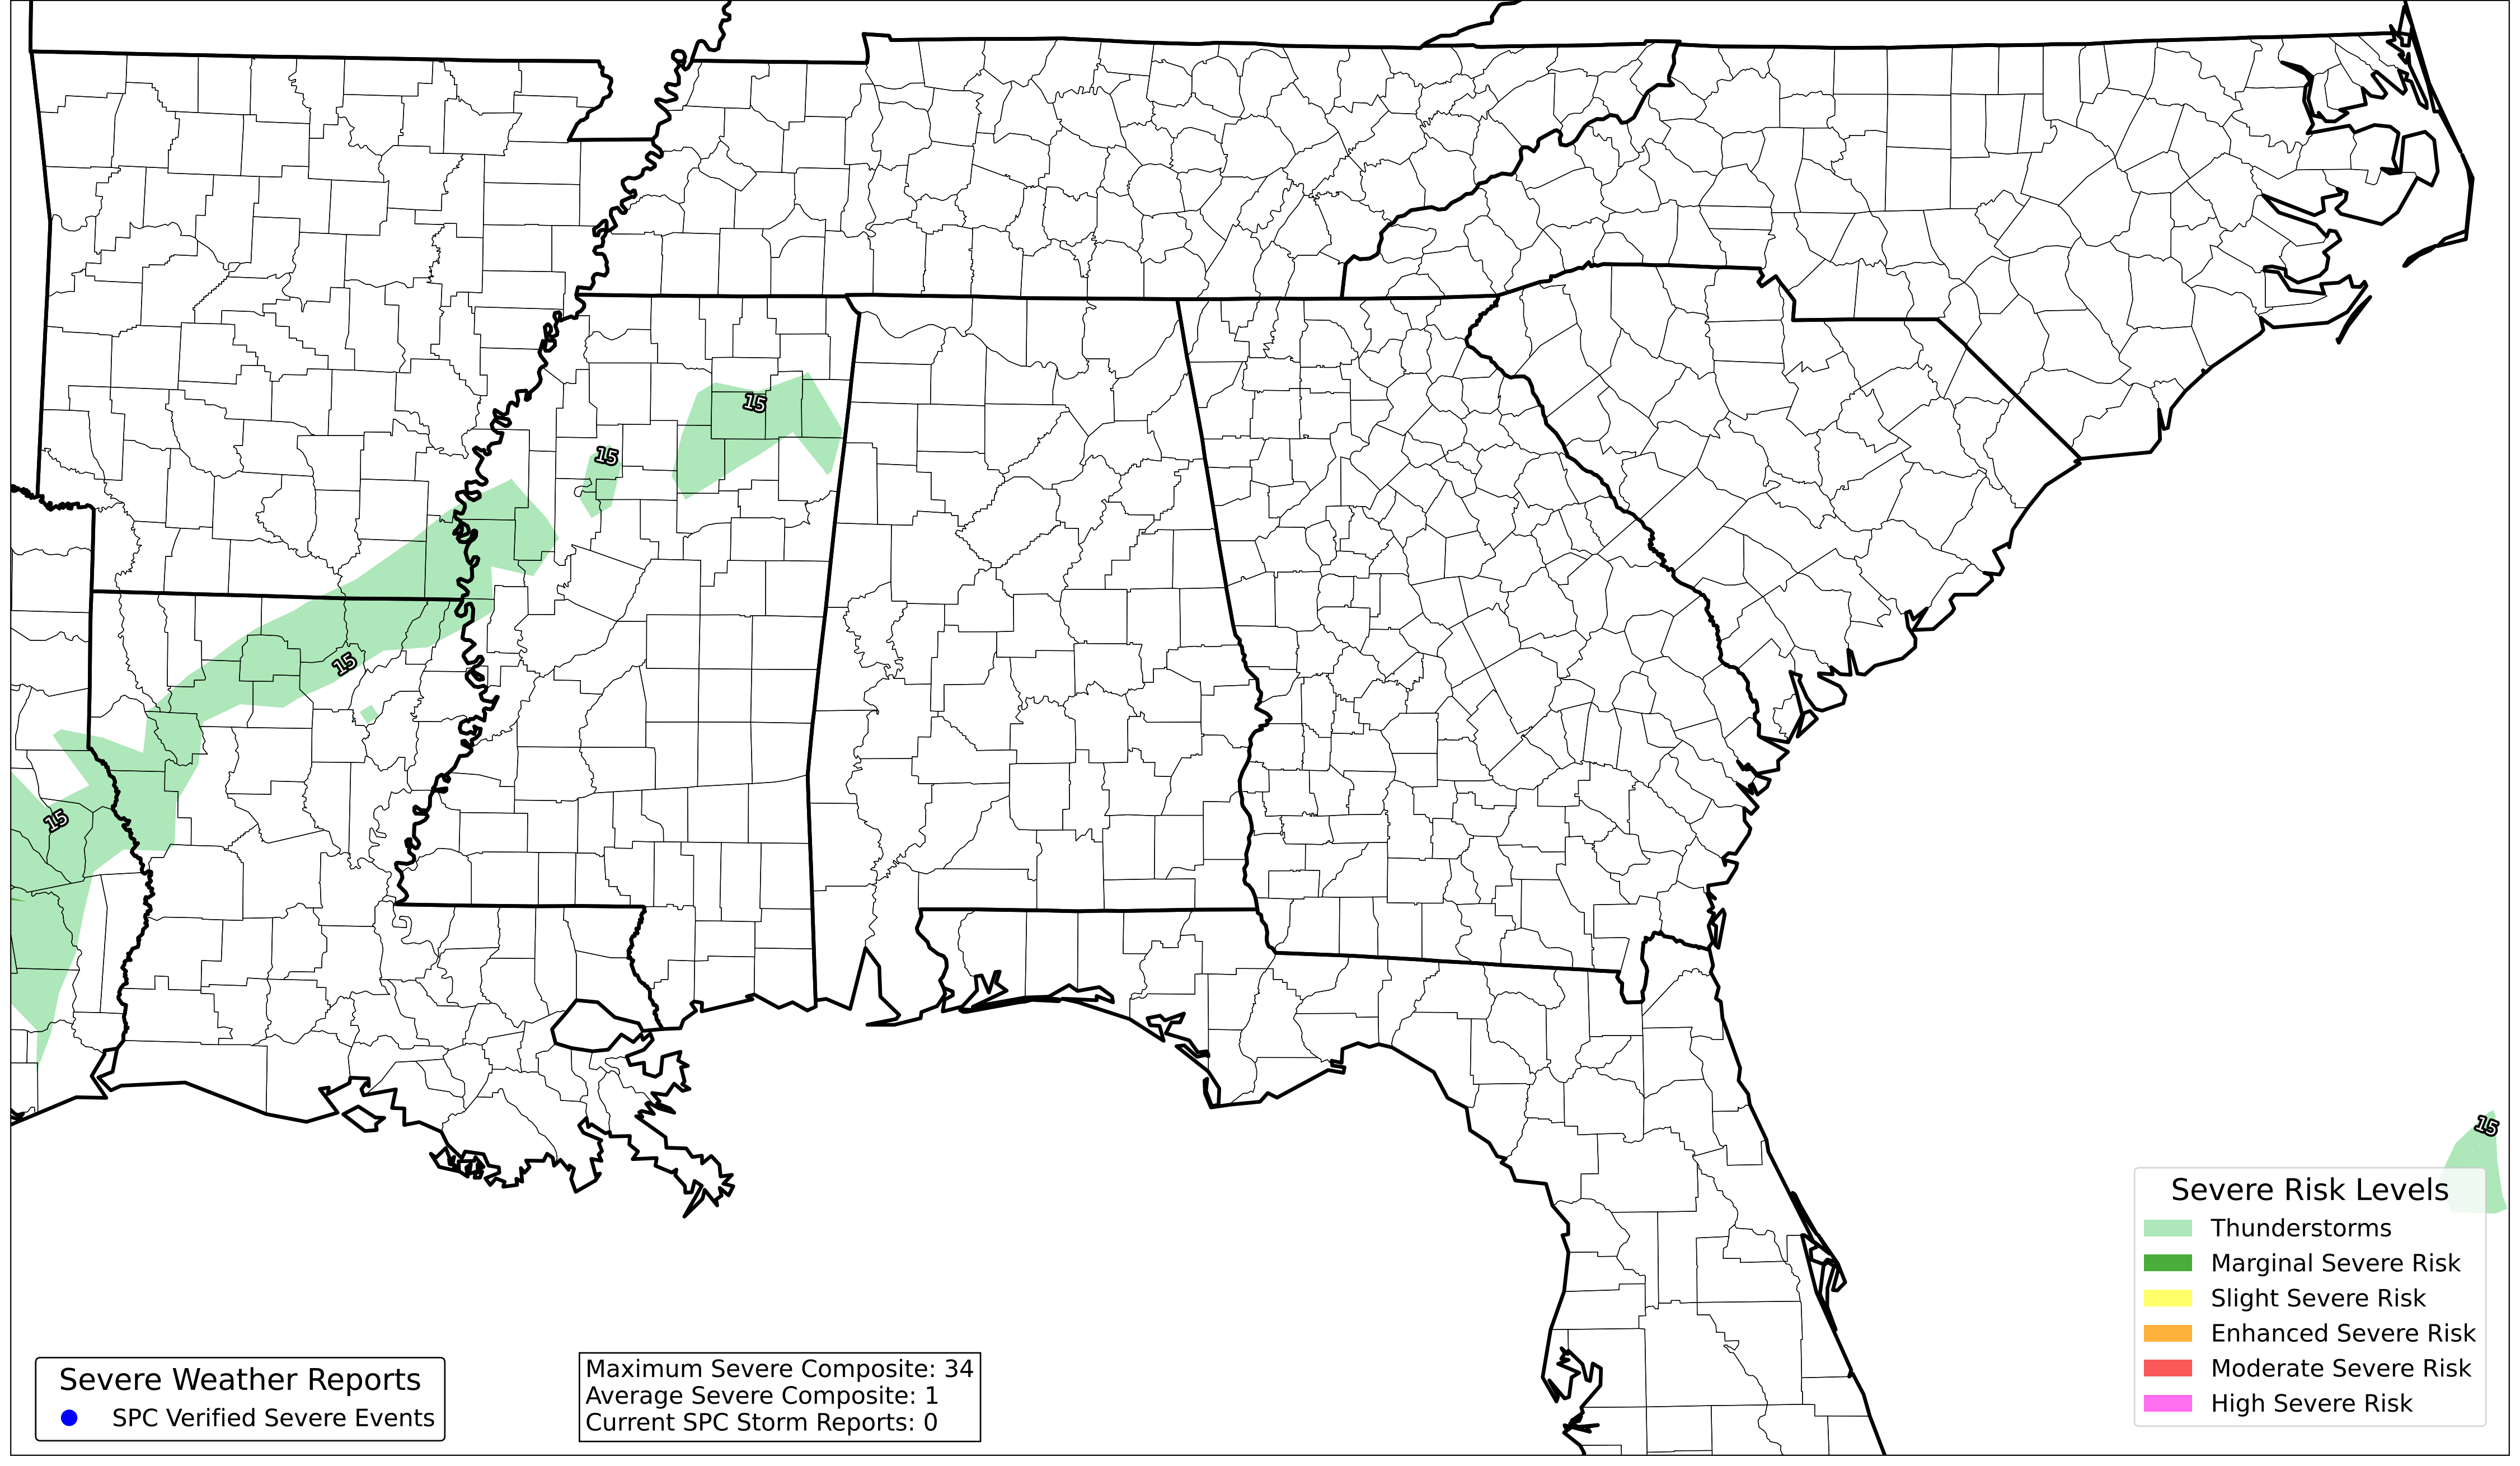 15
15
15
15
15
Severe Risk Levels
Thunderstorms
Marginal Severe Risk
Slight Severe Risk
Enhanced Severe Risk
Moderate Severe Risk
High Severe Risk
Severe Weather Reports
SPC Verified Severe Events
Maximum Severe Composite: 34
Average Severe Composite: 1
Current SPC Storm Reports: 0